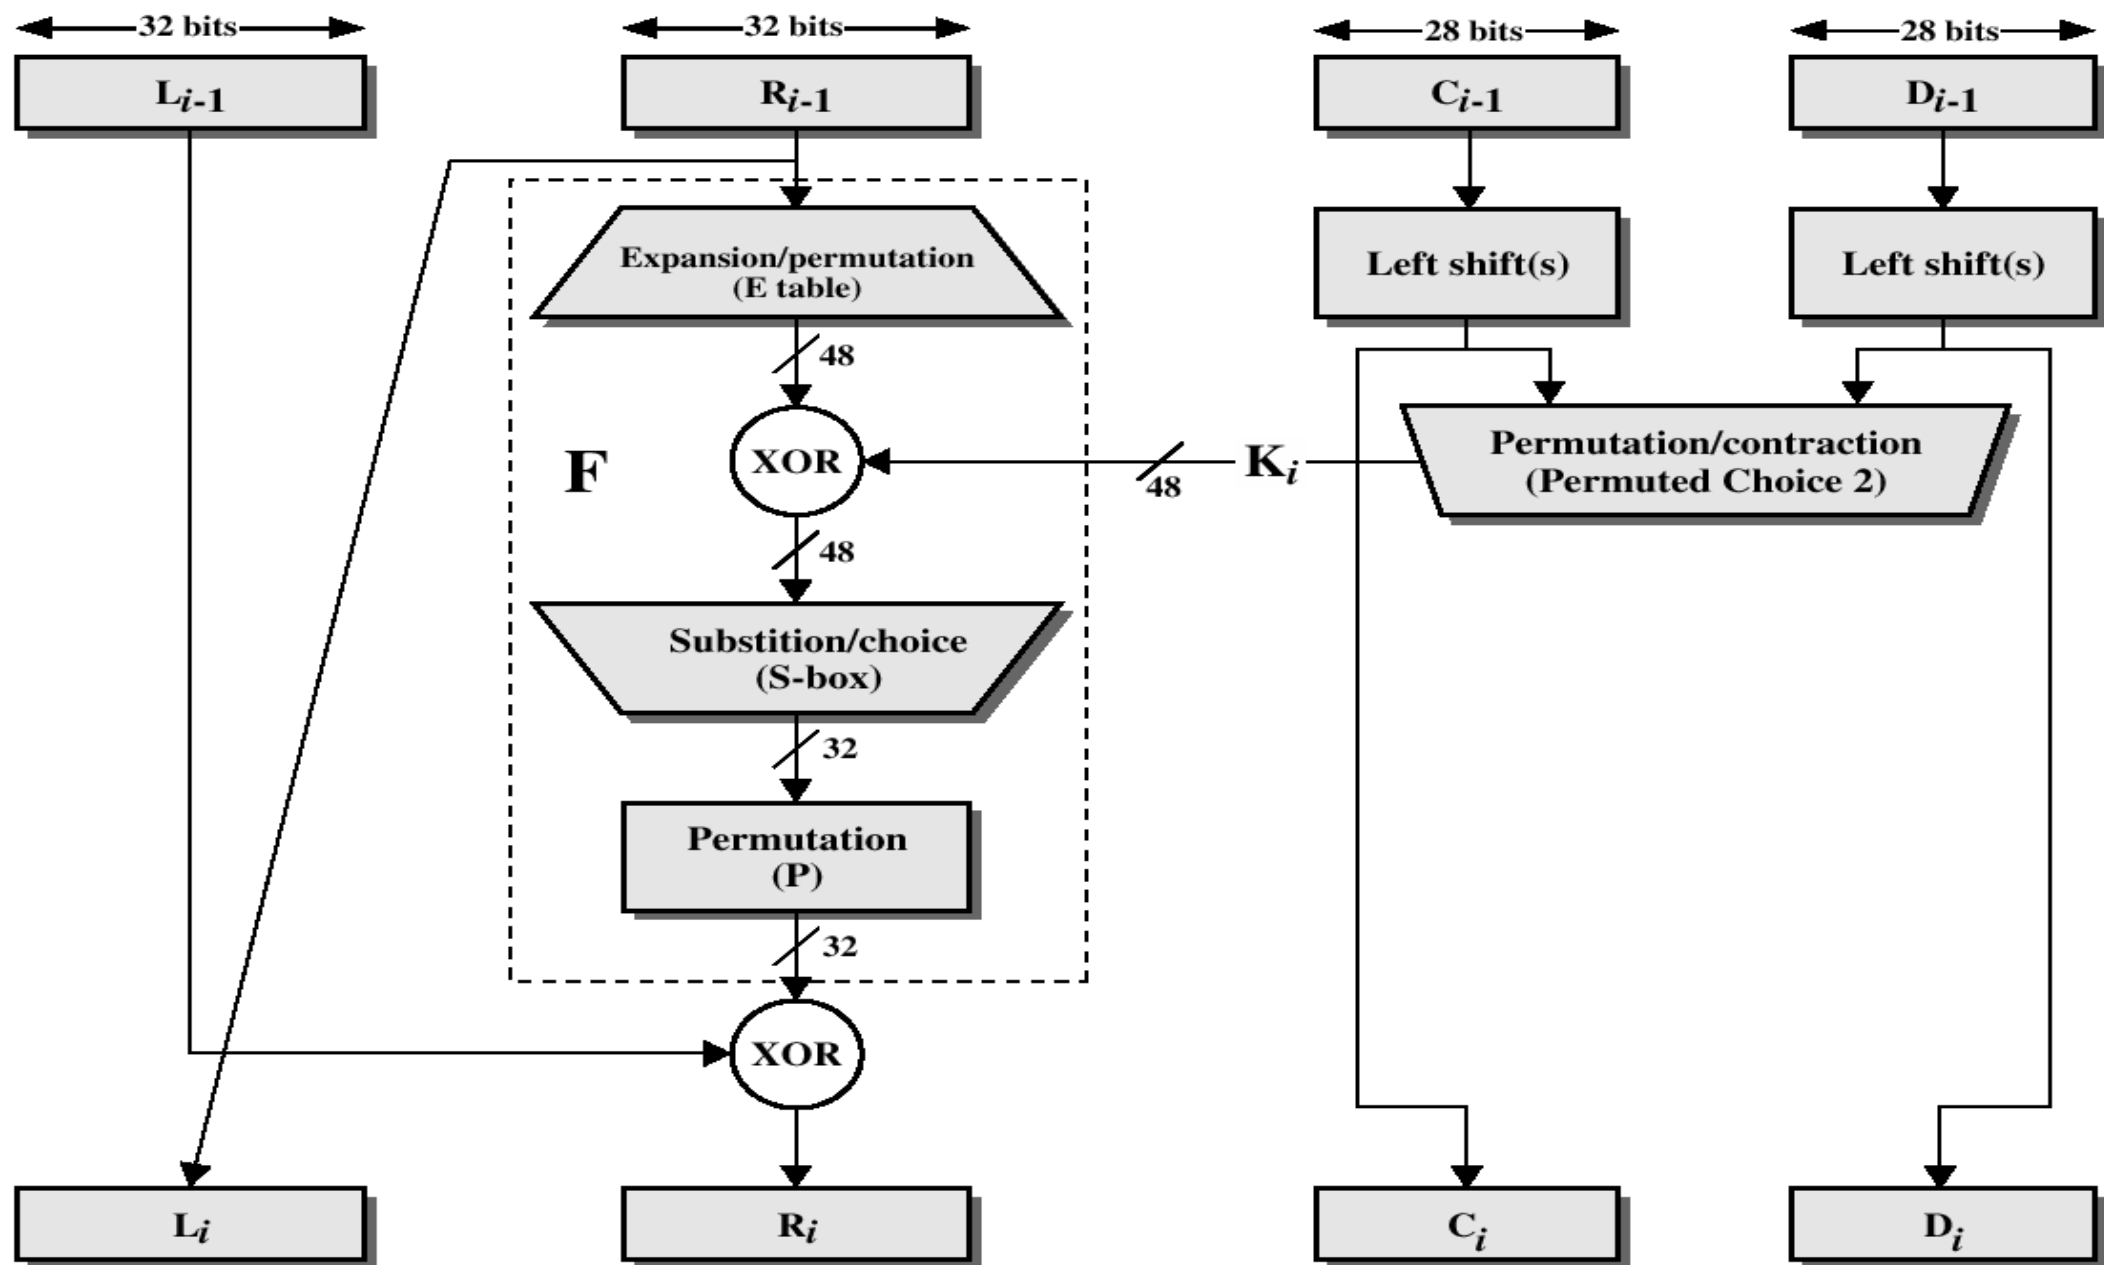 32 bits
32 bits
28 bits
28 bits
Li-1
Ri-1
Ci-1
Di-1
Expansion/permutation
(E table)
Left shift(s)
Left shift(s)
48
F
XOR
48
Ki
Permutation/contraction
(Permuted Choice 2)
48
Substition/choice
(S-box)
32
Permutation
(P)
32
XOR
Li
Ri
Ci
Di